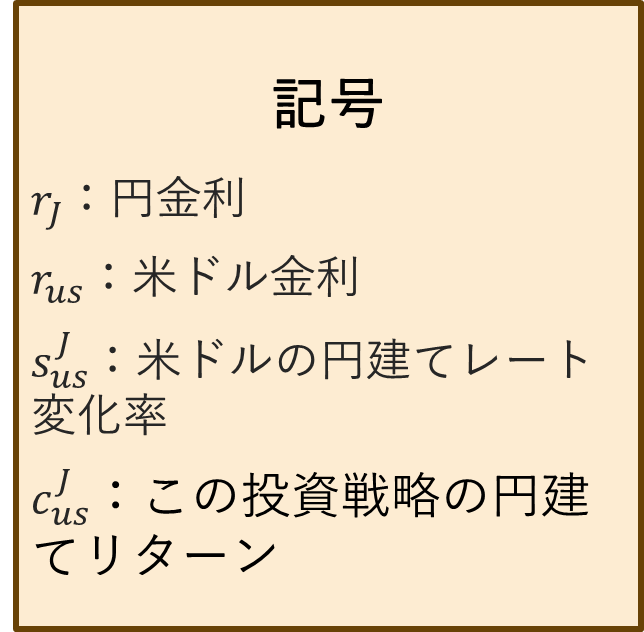 記号
r_J：円金利
r_us：米ドル金利
s_us^J：米ドルの円建てレート
変化率
c_us^J：この投資戦略の円建
てリターン